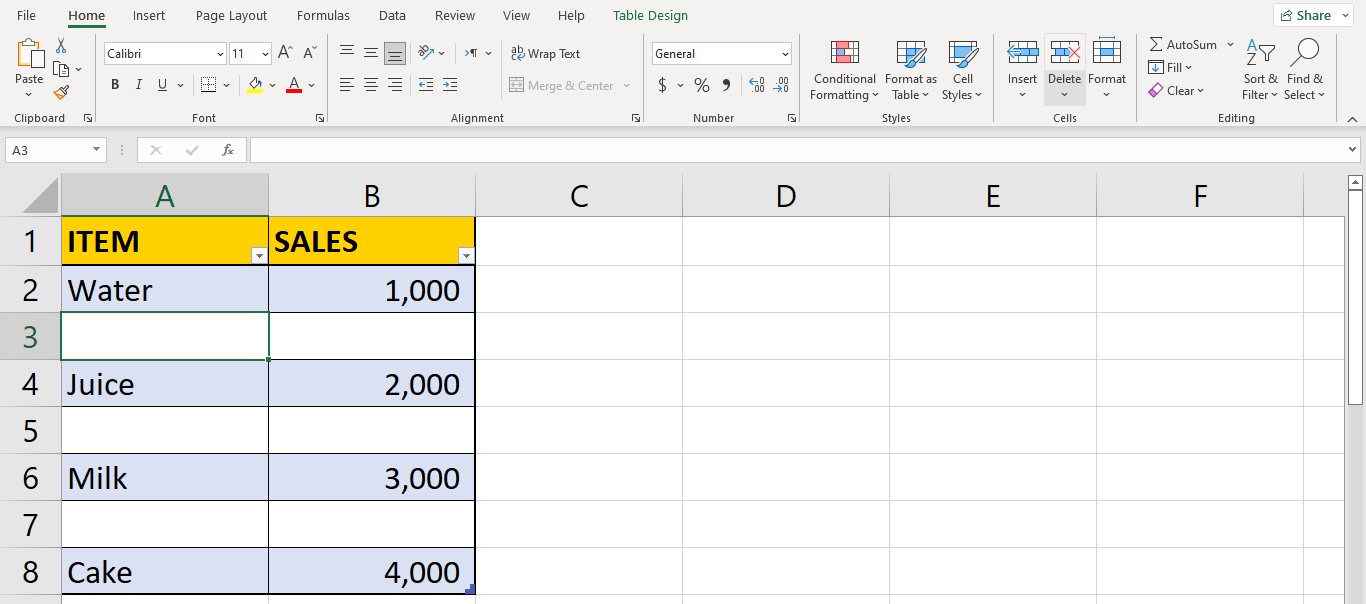 File Home Insert Page Layout Formulas Data Review View Help Table Design Share
Calibri 11 A A ab Wrap Text General AutoSum A Z
Paste Conditional Format as Cell Insert Delete Format Fill Sort & Find &
B I U A Merge & Center $ % Formatting Table Styles Clear Filter Select
Clipboard Font Alignment Number Styles Cells Editing
A3 fx
A B C D E F
1 ITEM SALES
2 Water 1,000
3
4 Juice 2,000
5
6 Milk 3,000
7
8 Cake 4,000